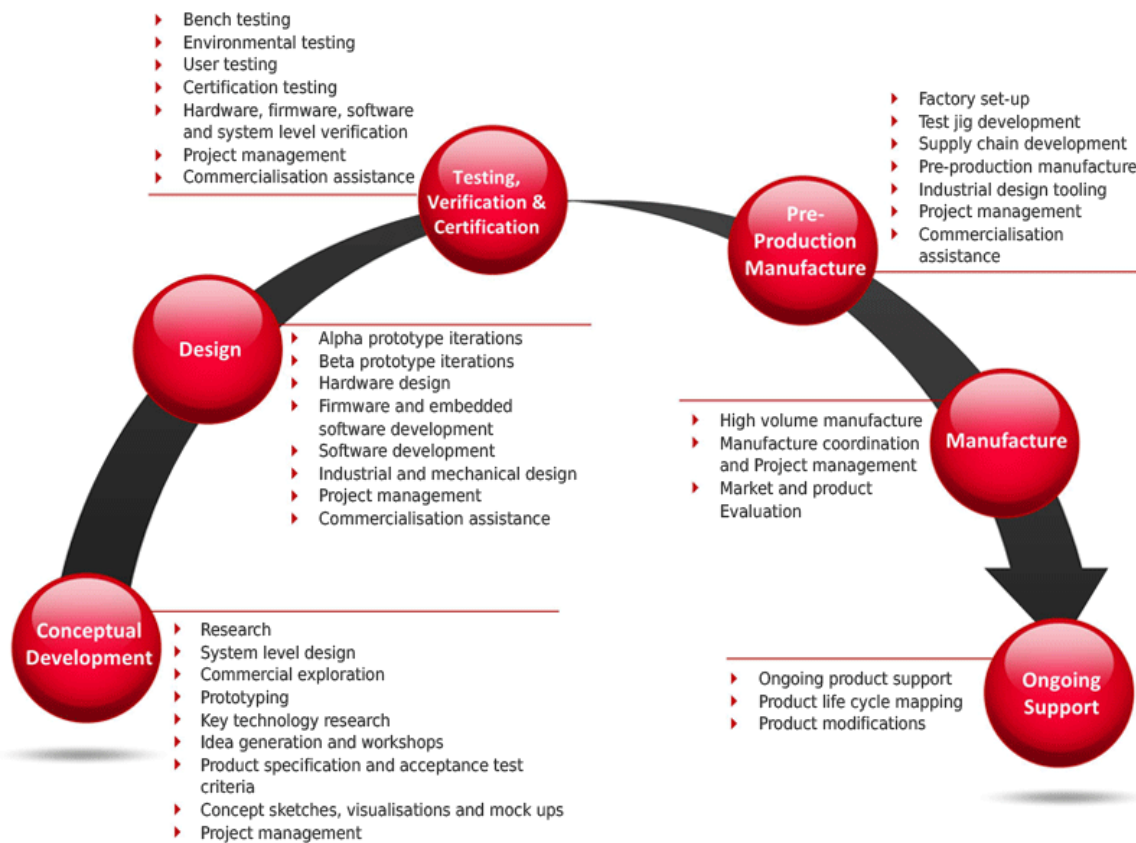 Bench testing
Environmental testing
User testing
Certification testing
Hardware, firmware, software
and system level verification
Project management
Commercialisation assistance
Testing,
Verification &
Certification
Factory set-up
Test jig development
Supply chain development
Pre-production manufacture
Industrial design tooling
Project management
Commercialisation
assistance
Pre-
Production
Manufacture
Design
Alpha prototype iterations
Beta prototype iterations
Hardware design
Firmware and embedded
software development
Software development
Industrial and mechanical design
Project management
Commercialisation assistance
High volume manufacture
Manufacture coordination
and Project management
Market and product
Evaluation
Manufacture
Conceptual
Development
Research
System level design
Commercial exploration
Prototyping
Key technology research
Idea generation and workshops
Product specification and acceptance test
criteria
Concept sketches, visualisations and mock ups
Project management
Ongoing product support
Product life cycle mapping
Product modifications
Ongoing
Support